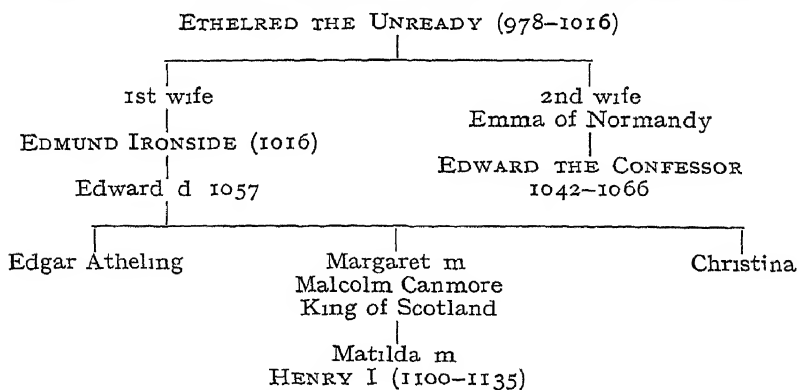 ETHELRED THE UNREADY (978–1016)
1st wife
2nd wife
Emma of Normandy
EDMUND IRONSIDE (1016)
EDWARD THE CONFESSOR
1042–1066
Edward d 1057
Edgar Atheling
Margaret m
Malcolm Canmore
King of Scotland
Christina
Matilda m
HENRY I (1100–1135)